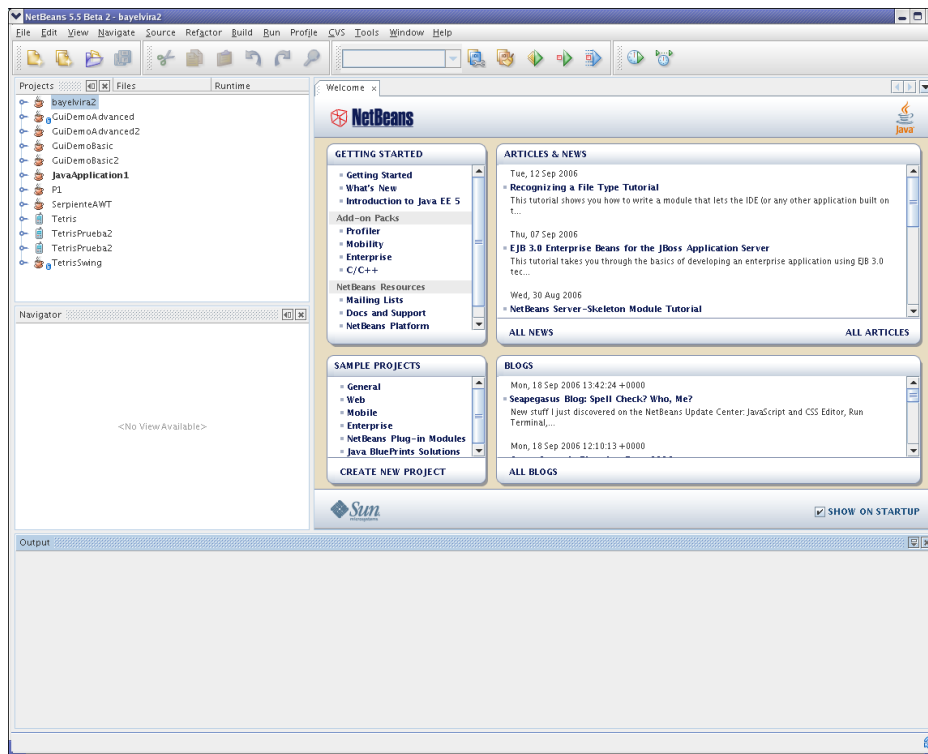 NetBeans 5.5 Beta 2 - bayelvira2
File Edit View Navigate Source Refactor Build Run Profile CVS Tools Window Help
Projects Files Runtime
bayelvira2
GuiDemoAdvanced
GuiDemoAdvanced2
GuiDemoBasic
GuiDemoBasic2
JavaApplication1
P1
SerpienteAWT
Tetris
TetrisPrueba2
TetrisPrueba2
TetrisSwing
Navigator
<No View Available>
Welcome
NetBeans
Java
GETTING STARTED
Getting Started
What's New
Introduction to Java EE 5
Add-on Packs
Profiler
Mobility
Enterprise
C/C++
NetBeans Resources
Mailing Lists
Docs and Support
NetBeans Platform
ARTICLES & NEWS
Tue, 12 Sep 2006
Recognizing a File Type Tutorial
This tutorial shows you how to write a module that lets the IDE (or any other application built on
t...
Thu, 07 Sep 2006
EJB 3.0 Enterprise Beans for the JBoss Application Server
This tutorial takes you through the basics of developing an enterprise application using EJB 3.0
tec...
Wed, 30 Aug 2006
NetBeans Server-Skeleton Module Tutorial
ALL NEWS ALL ARTICLES
SAMPLE PROJECTS
General
Web
Mobile
Enterprise
NetBeans Plug-in Modules
Java BluePrints Solutions
CREATE NEW PROJECT
BLOGS
Mon, 18 Sep 2006 13:42:24 +0000
Seapegasus Blog: Spell Check? Who, Me?
New stuff I just discovered on the NetBeans Update Center: JavaScript and CSS Editor, Run
Terminal,...
Mon, 18 Sep 2006 12:10:13 +0000
ALL BLOGS
Sun
microsystems
SHOW ON STARTUP
Output